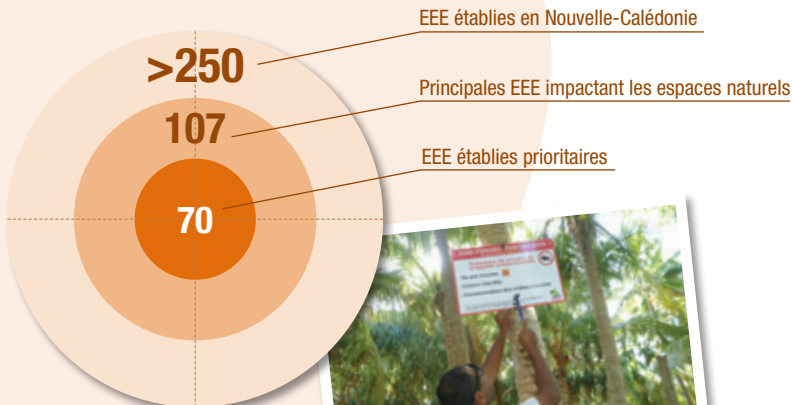 EEE établies en Nouvelle-Calédonie
>250
Principales EEE impactant les espaces naturels
107
EEE établies prioritaires
70